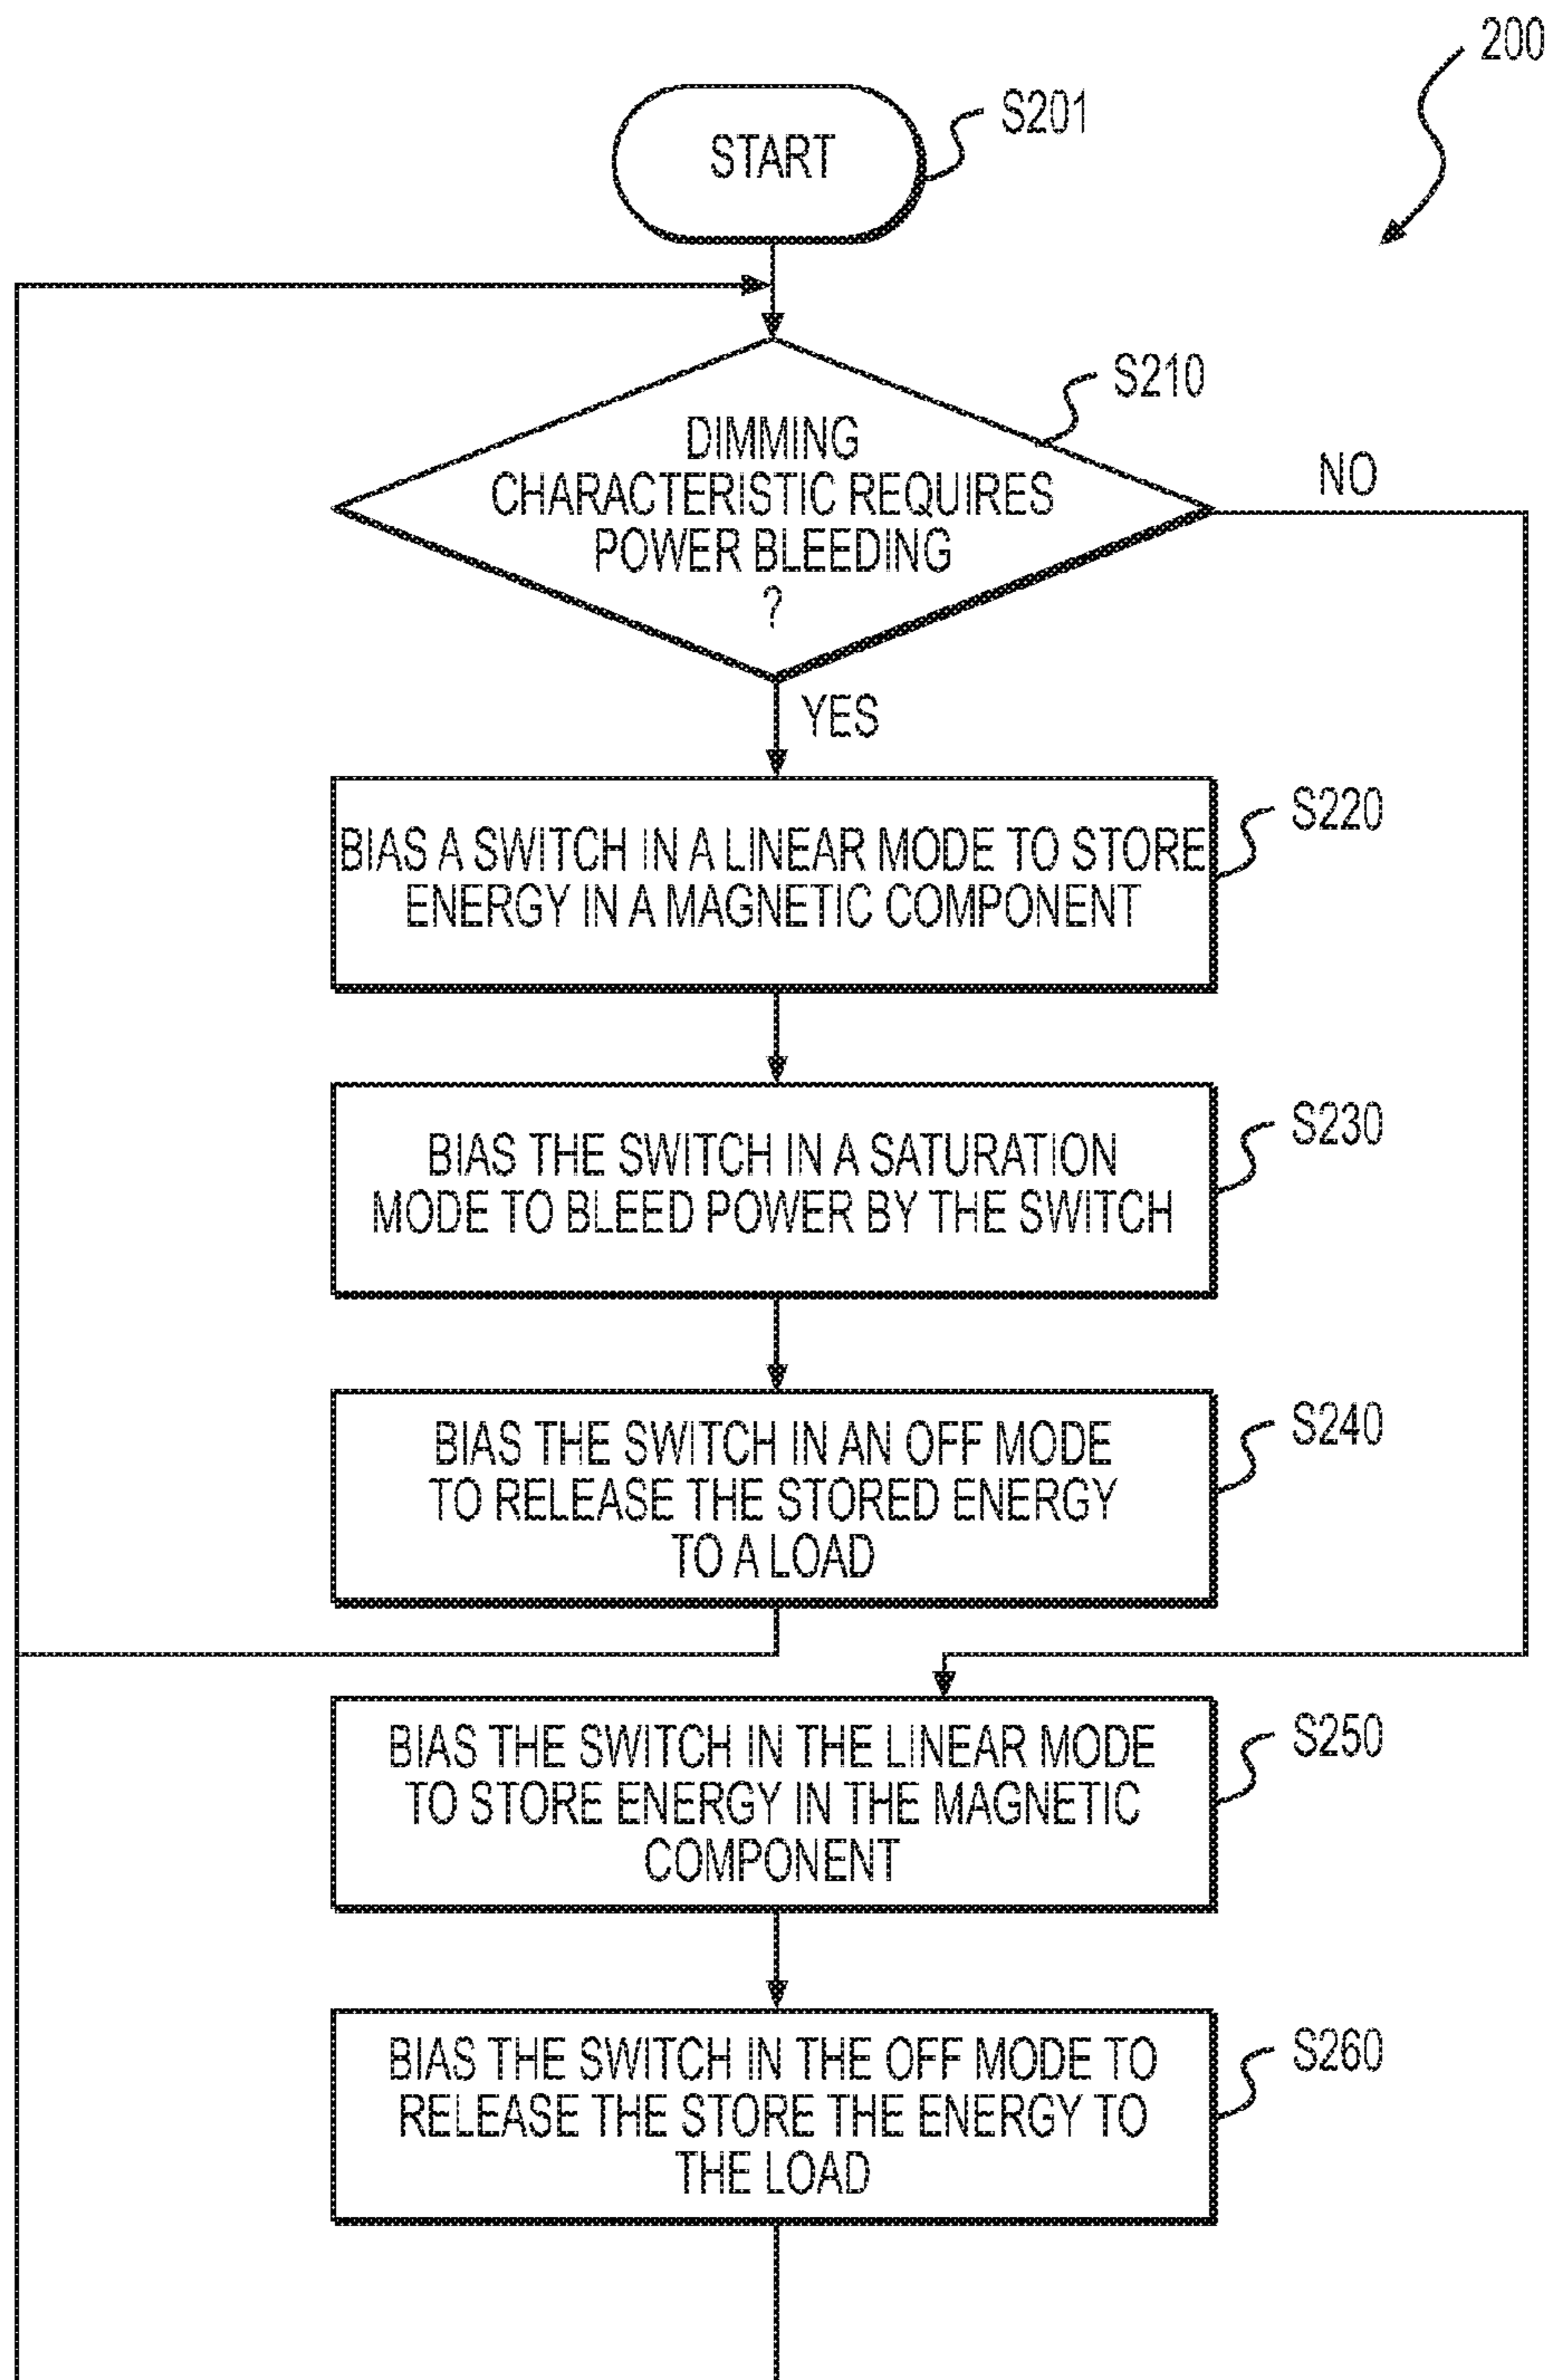 200
START
S201
S210
DIMMING
CHARACTERISTIC REQUIRES
POWER BLEEDING
?
NO
YES
S220
BIAS A SWITCH IN A LINEAR MODE TO STORE
ENERGY IN A MAGNETIC COMPONENT
S230
BIAS THE SWITCH IN A SATURATION
MODE TO BLEED POWER BY THE SWITCH
S240
BIAS THE SWITCH IN AN OFF MODE
TO RELEASE THE STORED ENERGY
TO A LOAD
S250
BIAS THE SWITCH IN THE LINEAR MODE
TO STORE ENERGY IN THE MAGNETIC
COMPONENT
S260
BIAS THE SWITCH IN THE OFF MODE TO
RELEASE THE STORE THE ENERGY TO
THE LOAD